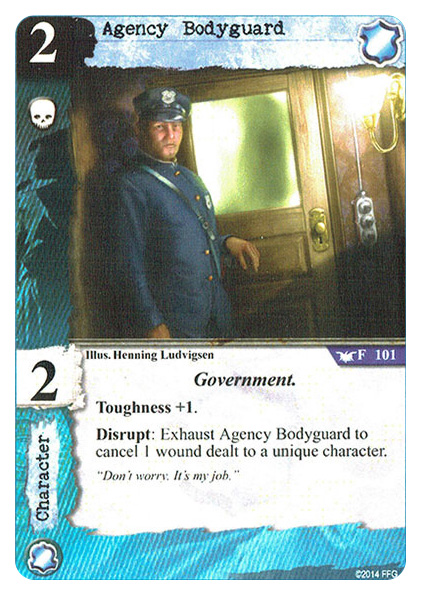 2
Agency Bodyguard
Illus. Henning Ludvigsen
F 101
2
Government.
Toughness +1.
Disrupt: Exhaust Agency Bodyguard to
cancel 1 wound dealt to a unique character.
"Don't worry. It's my job."
Character
©2014 FFG